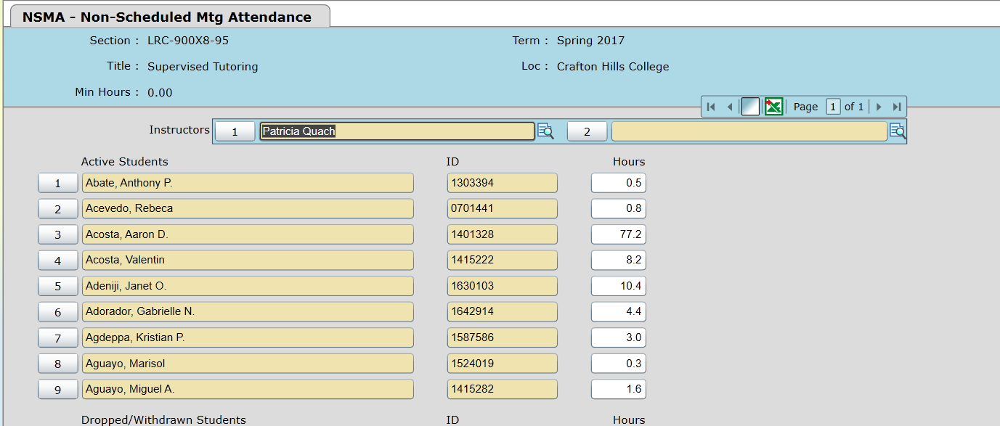 NSMA - Non-Scheduled Mtg Attendance
Section : LRC-900X8-95 Term : Spring 2017
Title : Supervised Tutoring Loc : Crafton Hills College
Min Hours : 0.00
Page 1 of 1
Instructors 1 Patricia Quach 2
Active Students ID Hours
1 Abate, Anthony P. 1303394 0.5
2 Acevedo, Rebeca 0701441 0.8
3 Acosta, Aaron D. 1401328 77.2
4 Acosta, Valentin 1415222 8.2
5 Adeniji, Janet O. 1630103 10.4
6 Adorador, Gabrielle N. 1642914 4.4
7 Agdeppa, Kristian P. 1587586 3.0
8 Aguayo, Marisol 1524019 0.3
9 Aguayo, Miguel A. 1415282 1.6
Dropped/Withdrawn Students ID Hours